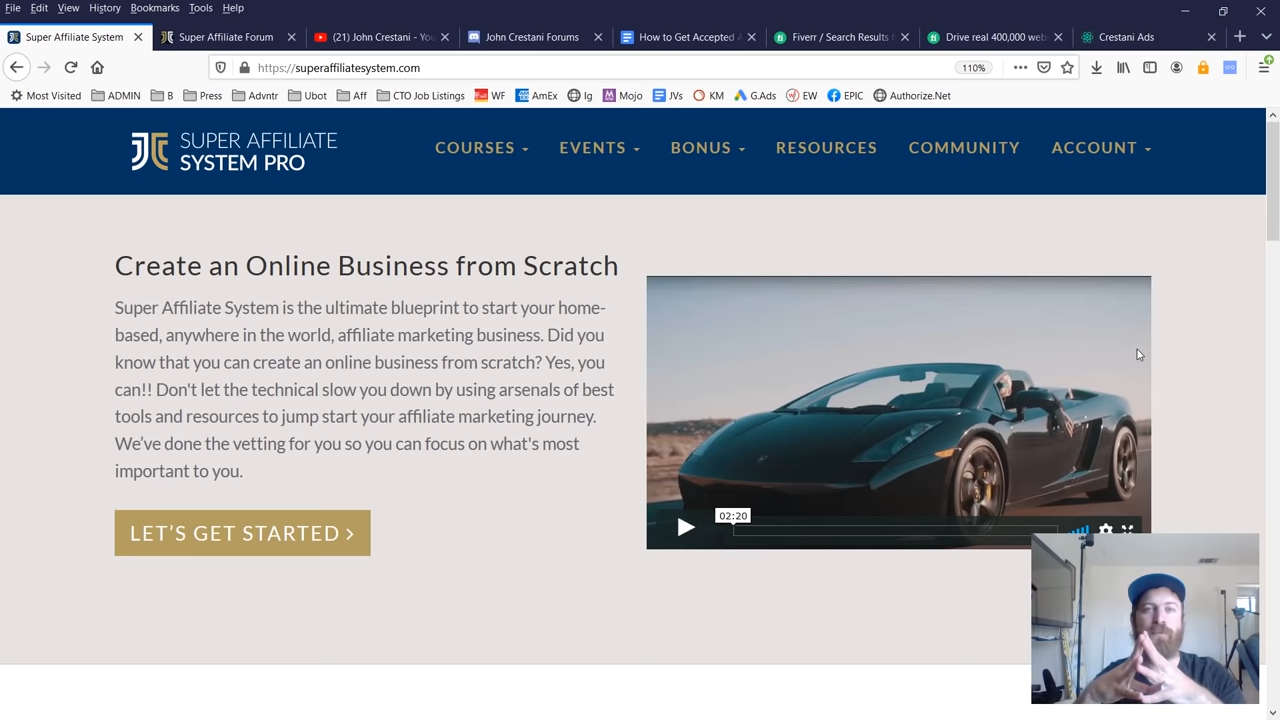 File Edit View History Bookmarks Tools Help
Super Affiliate System
Super Affiliate Forum
(21) John Crestani - You
John Crestani Forums
How to Get Accepted A
Fiverr / Search Results f
Drive real 400,000 web
Crestani Ads
https://superaffiliatesystem.com
110%
Most Visited ADMIN B Press Advntr Ubot Aff CTO Job Listings WF AmEx Ig Mojo JVs KM G.Ads EW EPIC Authorize.Net
SUPER AFFILIATE
SYSTEM PRO
COURSES EVENTS BONUS RESOURCES COMMUNITY ACCOUNT
Create an Online Business from Scratch
Super Affiliate System is the ultimate blueprint to start your home-
based, anywhere in the world, affiliate marketing business. Did you
know that you can create an online business from scratch? Yes, you
can!! Don't let the technical slow you down by using arsenals of best
tools and resources to jump start your affiliate marketing journey.
We've done the vetting for you so you can focus on what's most
important to you.
LET'S GET STARTED
02:20